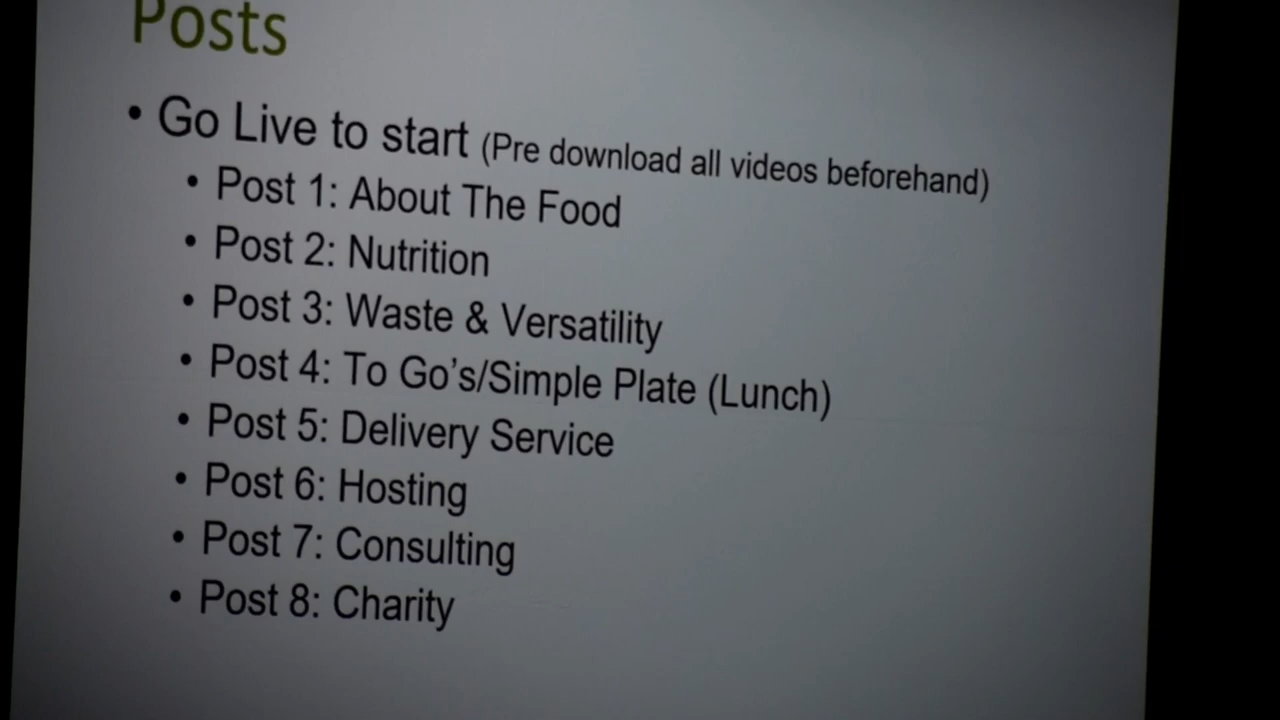 Posts
• Go Live to start (Pre download all videos beforehand)
• Post 1: About The Food
• Post 2: Nutrition
• Post 3: Waste & Versatility
• Post 4: To Go's/Simple Plate (Lunch)
• Post 5: Delivery Service
• Post 6: Hosting
• Post 7: Consulting
• Post 8: Charity